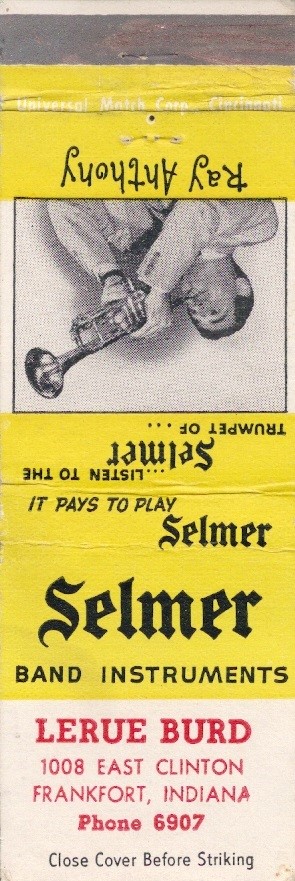 Universal Match Corp., Cincinnati
...LISTEN TO THE
Selmer
TRUMPET OF ...
Ray Anthony
IT PAYS TO PLAY
Selmer
Selmer
BAND INSTRUMENTS
LERUE BURD
1008 EAST CLINTON
FRANKFORT, INDIANA
Phone 6907
Close Cover Before Striking